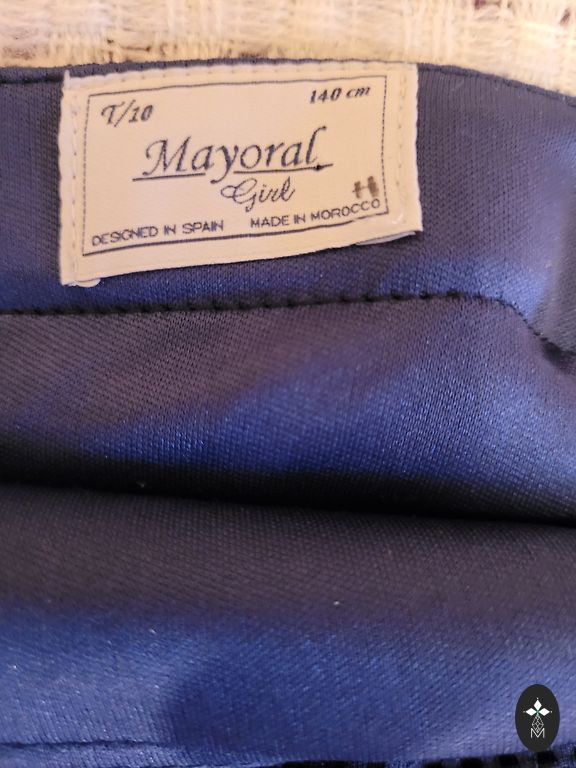 T/10 140 cm
Mayoral
Girl
H
DESIGNED IN SPAIN MADE IN MOROCCO
M